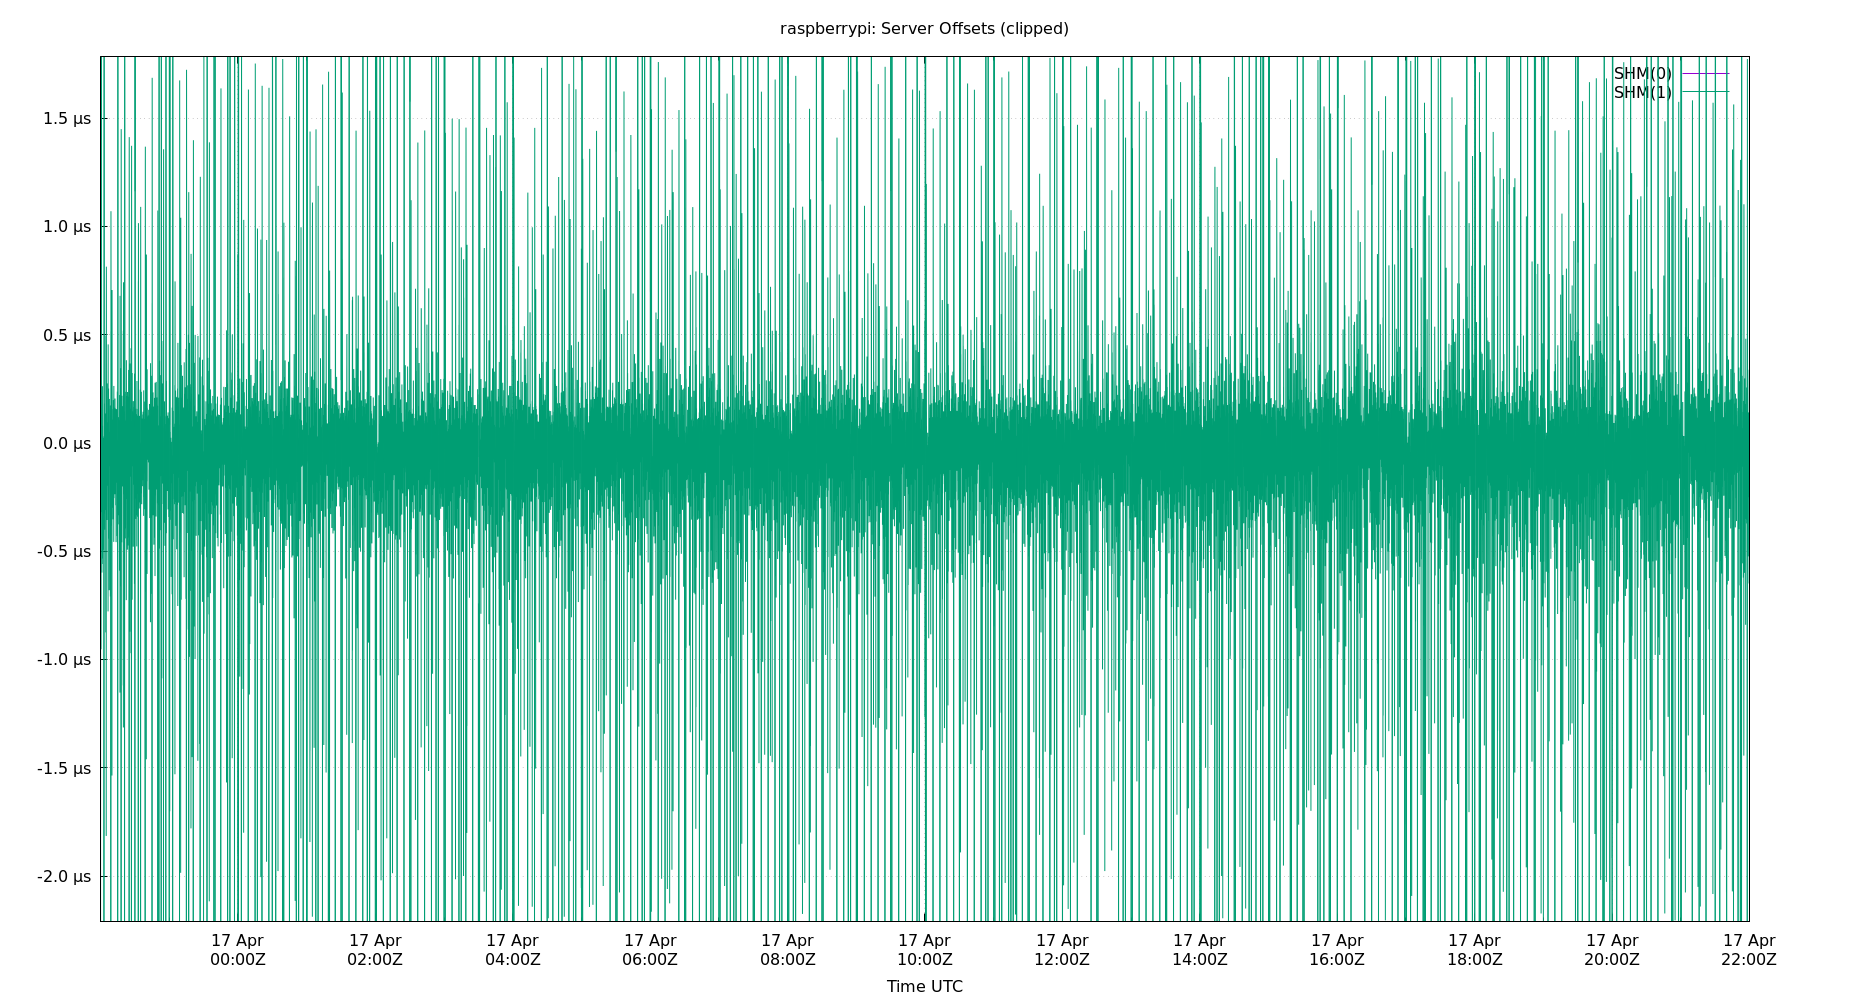 raspberrypi: Server Offsets (clipped)
SHM(0)
SHM(1)
1.5 µs
1.0 µs
0.5 µs
0.0 µs
-0.5 µs
-1.0 µs
-1.5 µs
-2.0 µs
17 Apr 17 Apr 17 Apr 17 Apr 17 Apr 17 Apr 17 Apr 17 Apr 17 Apr 17 Apr 17 Apr 17 Apr
00:00Z 02:00Z 04:00Z 06:00Z 08:00Z 10:00Z 12:00Z 14:00Z 16:00Z 18:00Z 20:00Z 22:00Z
Time UTC